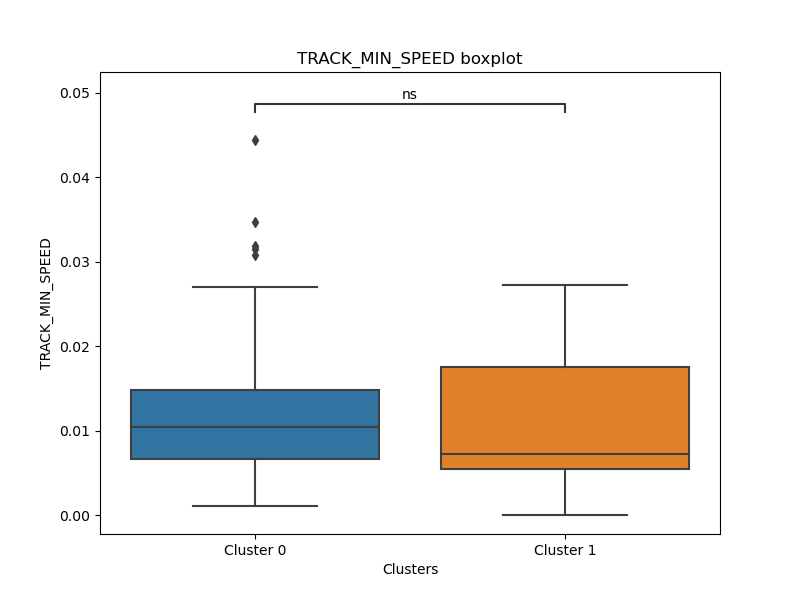 TRACK_MIN_SPEED boxplot
ns
0.05
0.04
0.03
0.02
0.01
0.00
TRACK_MIN_SPEED
Cluster 0
Cluster 1
Clusters